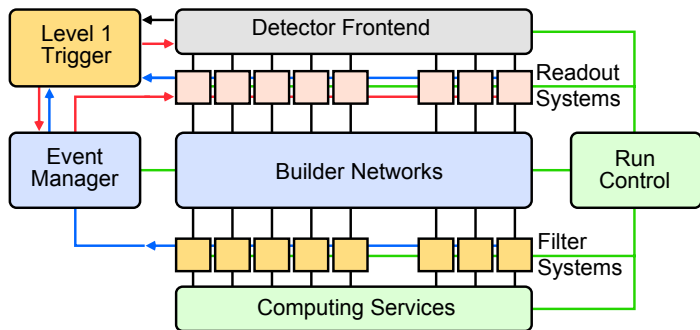 Level 1
Trigger
Detector Frontend
Readout
Systems
Event
Manager
Builder Networks
Run
Control
Filter
Systems
Computing Services